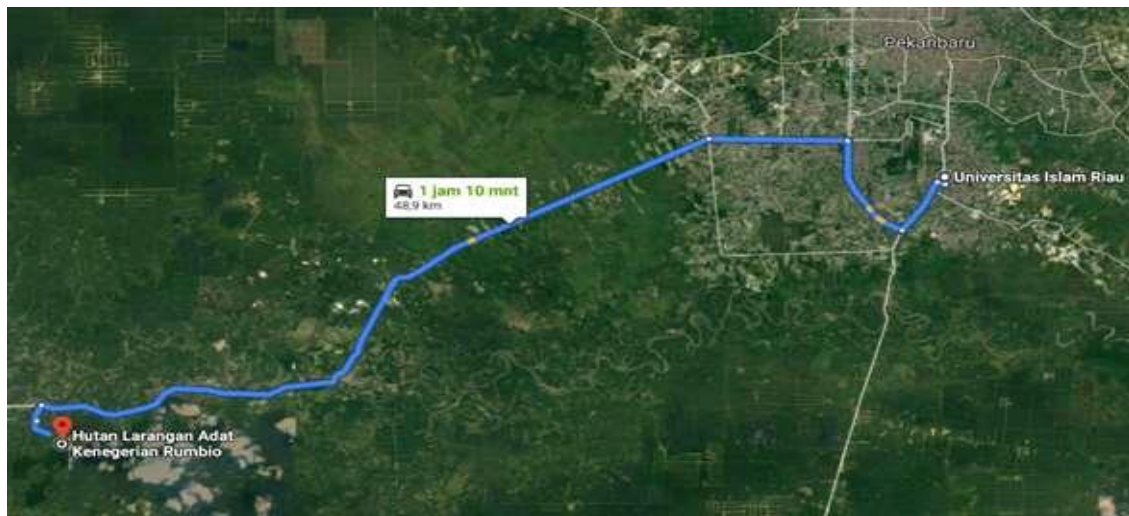 Pekanbaru
Universitas Islam Riau
1 jam 10 mnt
48,9 km
Hutan Larangan Adat
Kenegerian Rumbio